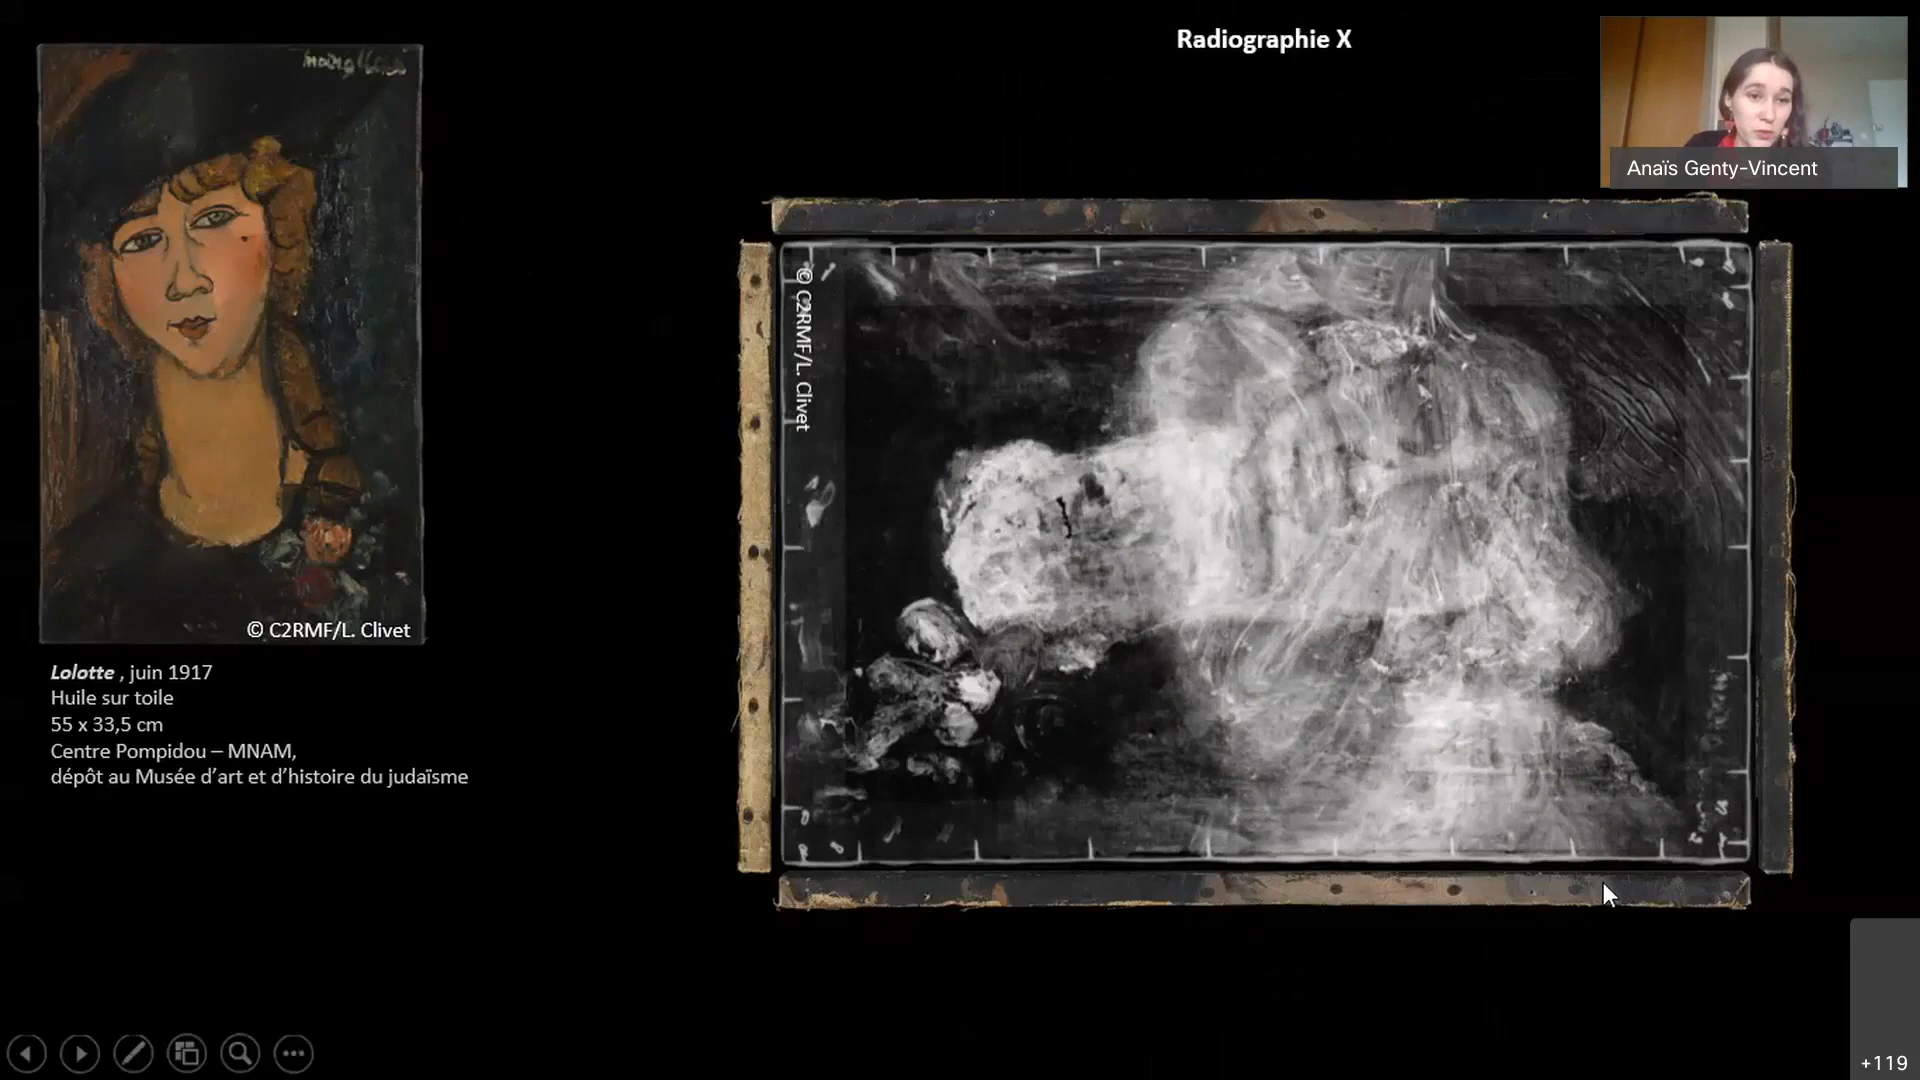 Radiographie X
Anaïs Genty-Vincent
© C2RMF/L. Clivet
© C2RMF/L. Clivet
Lolotte , juin 1917
Huile sur toile
55 x 33,5 cm
Centre Pompidou – MNAM,
dépôt au Musée d’art et d’histoire du judaïsme
+119